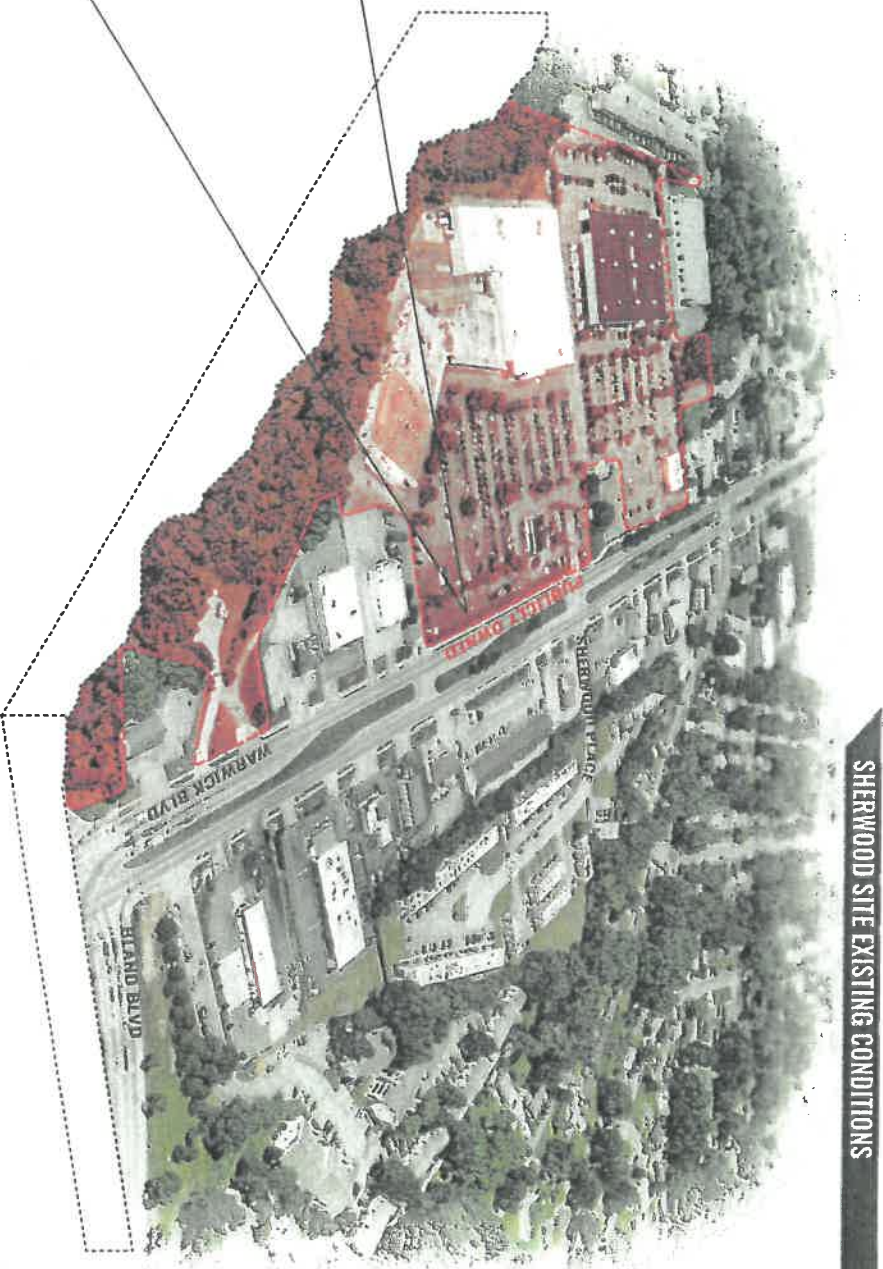 SHERWOOD SITE EXISTING CONDITIONS
PUBLICLY OWNED
SHERWOOD PLACE
WARWICK BLVD
BLAND BLVD